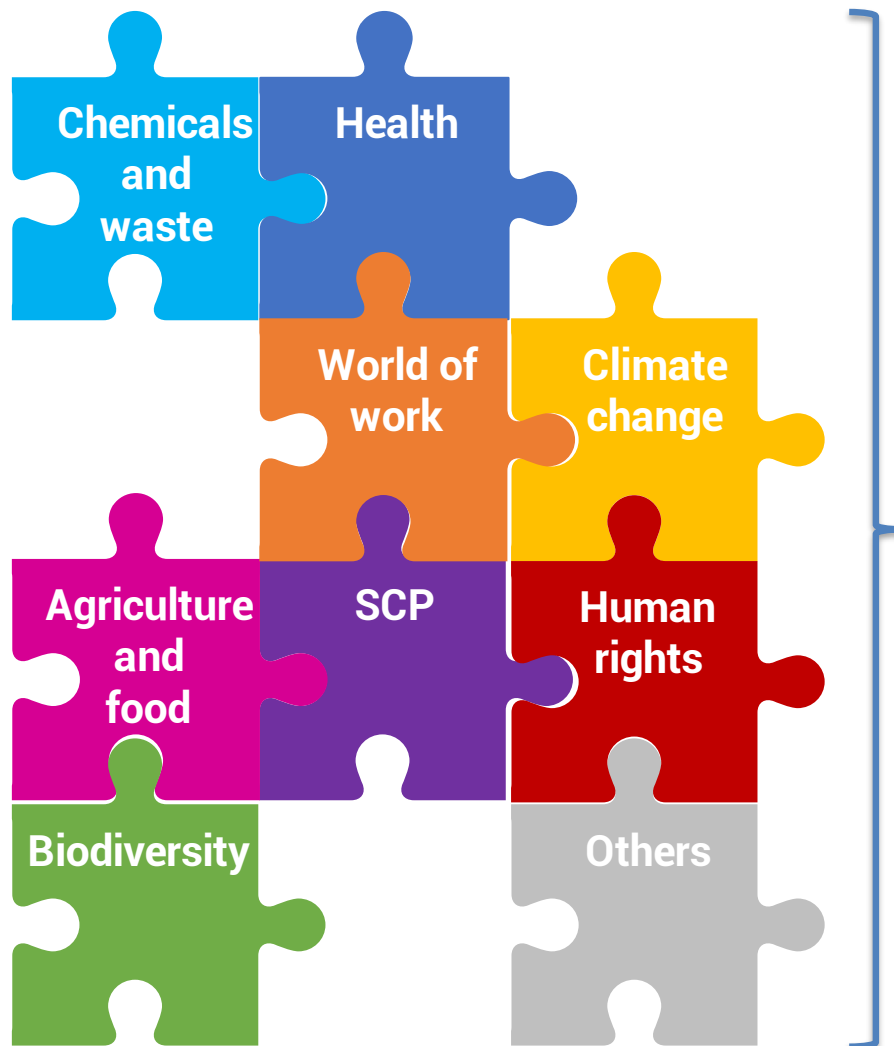 Chemicals
and
waste
Health
World of
work
Climate
change
Agriculture
and
food
SCP
Human
rights
Biodiversity
Others